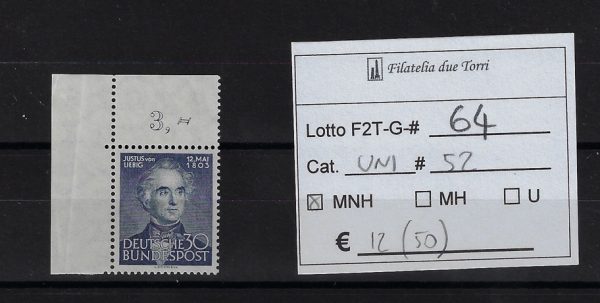 3,
JUSTUS von
LIEBIG
12. MAI
1803
DEUTSCHE 30
BUNDESPOST
Filatelia due Torri
Lotto F2T-G-# 64
Cat. UNI # 52
☒ MNH ☐ MH ☐ U
€ 12 (50)